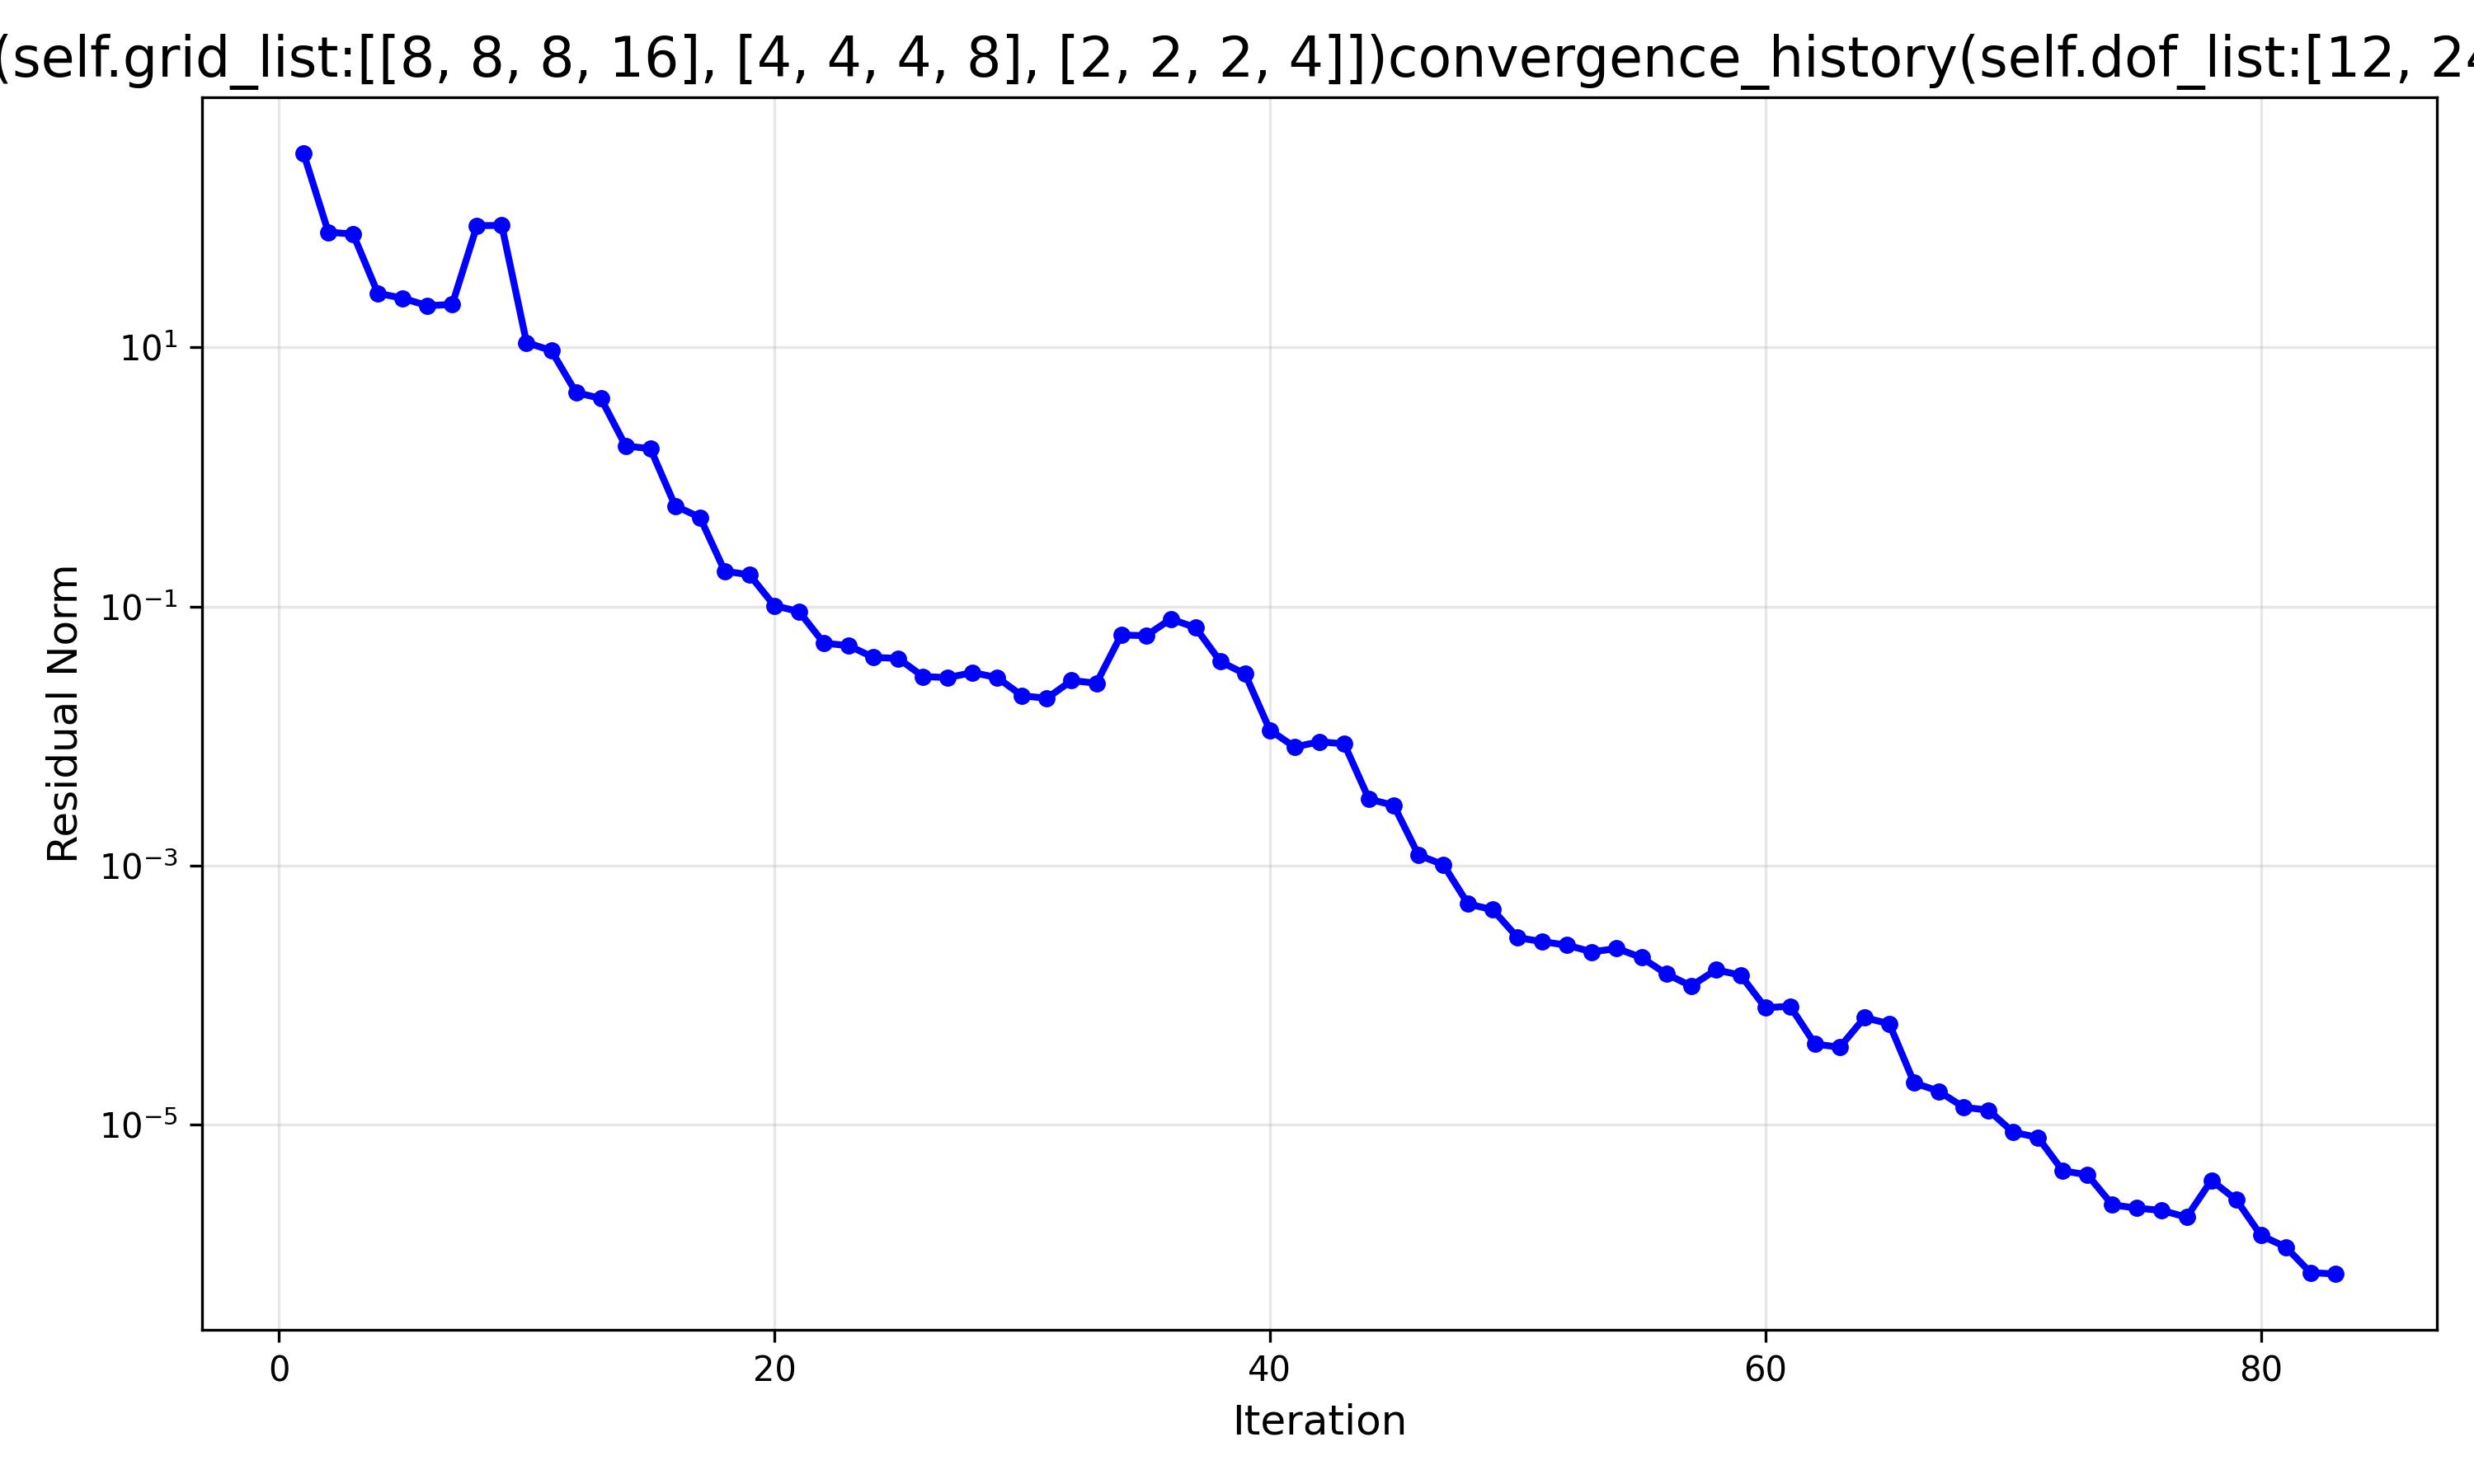 (self.grid_list:[[8, 8, 8, 16], [4, 4, 4, 8], [2, 2, 2, 4]])convergence_history(self.dof_list:[12, 24
Residual Norm
10¹
10⁻¹
10⁻³
10⁻⁵
0 20 40 60 80
Iteration